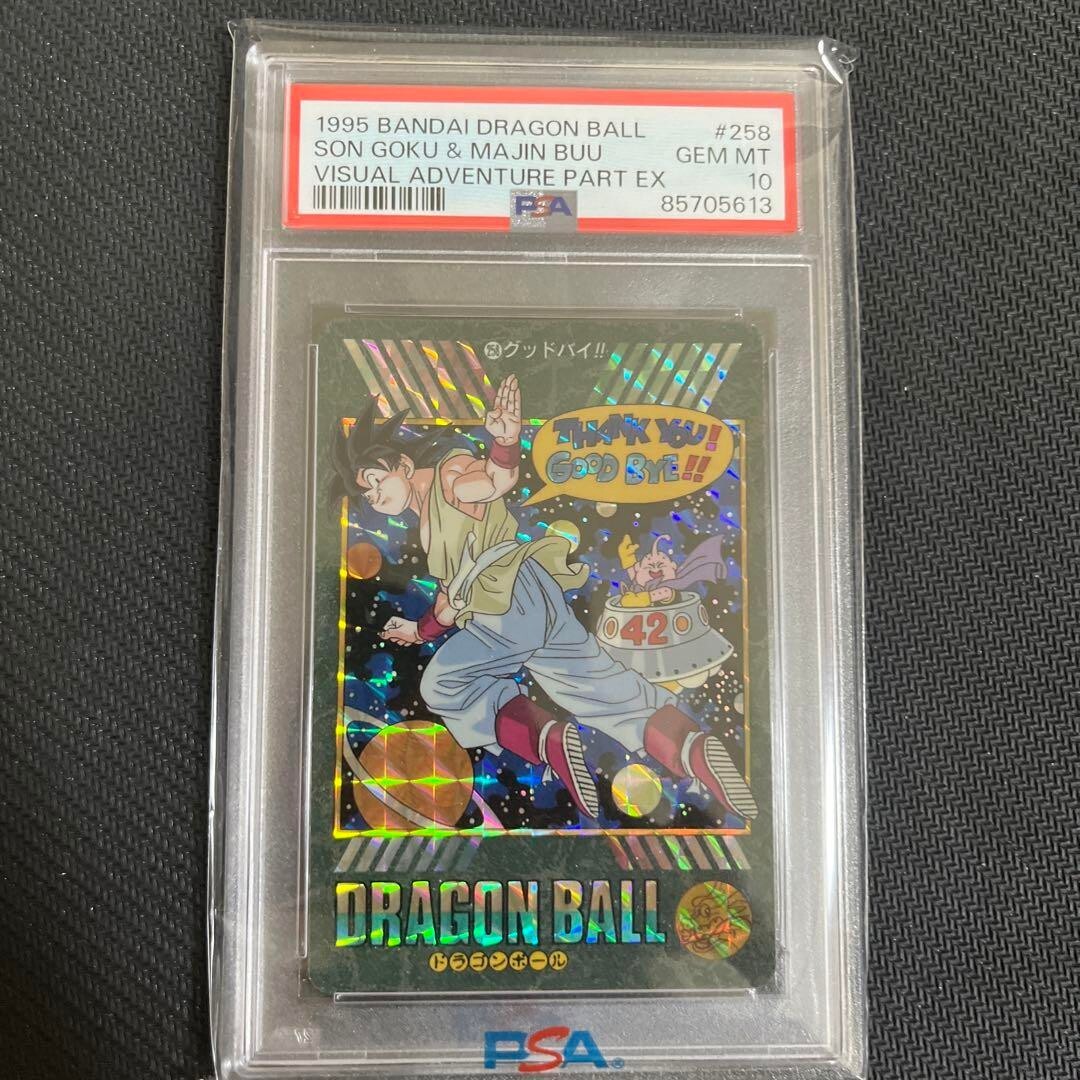 1995 BANDAI DRAGON BALL #258
SON GOKU & MAJIN BUU GEM MT
VISUAL ADVENTURE PART EX 10
PSA 85705613
258 グッドバイ!!
THANK YOU!
GOOD BYE!!
42
DRAGON BALL
ドラゴンボール
PSA®